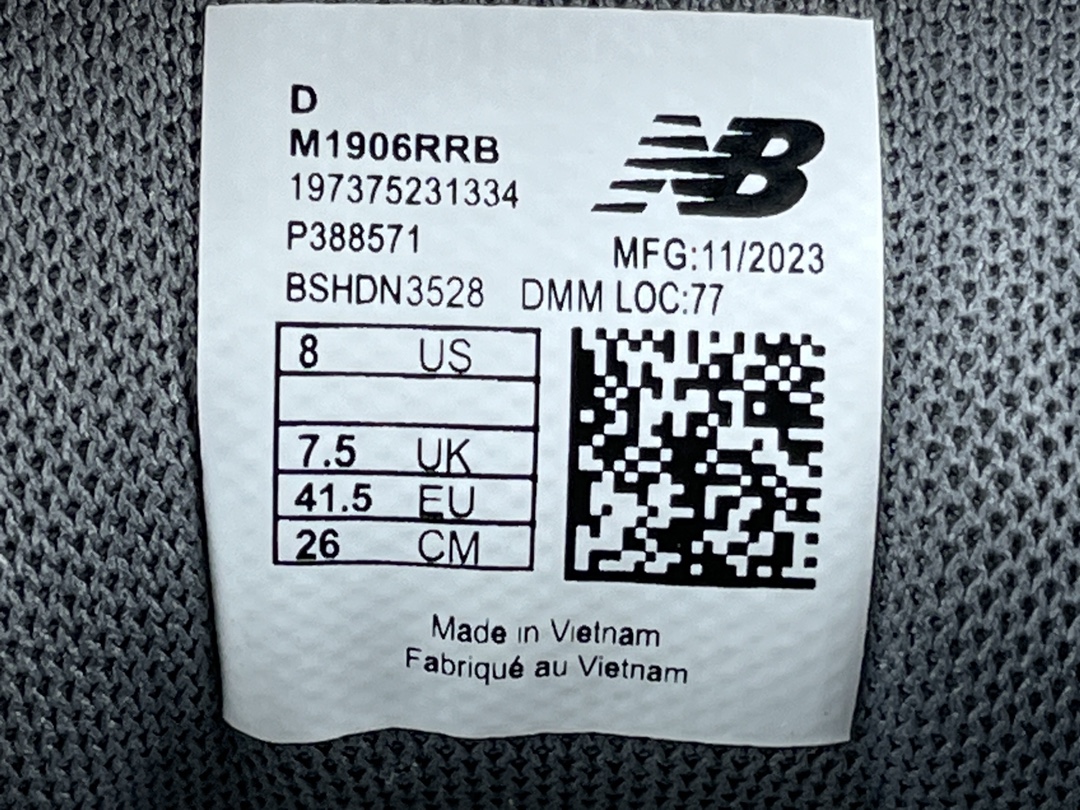 D
M1906RRB
197375231334
P388571
NB
MFG:11/2023
BSHDN3528 DMM LOC:77
8 US
7.5 UK
41.5 EU
26 CM
Made in Vietnam
Fabriqué au Vietnam